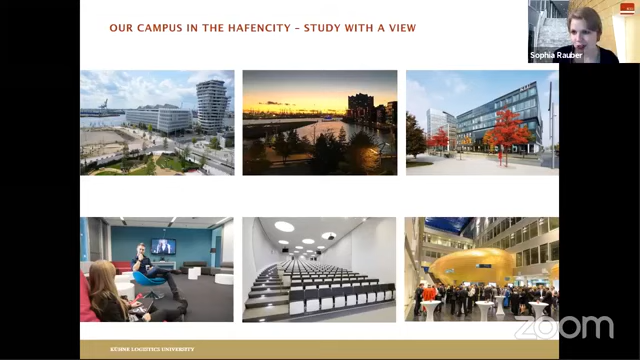 OUR CAMPUS IN THE HAFENCITY – STUDY WITH A VIEW
Sophia Rauber
KÜHNE LOGISTICS UNIVERSITY
zoom